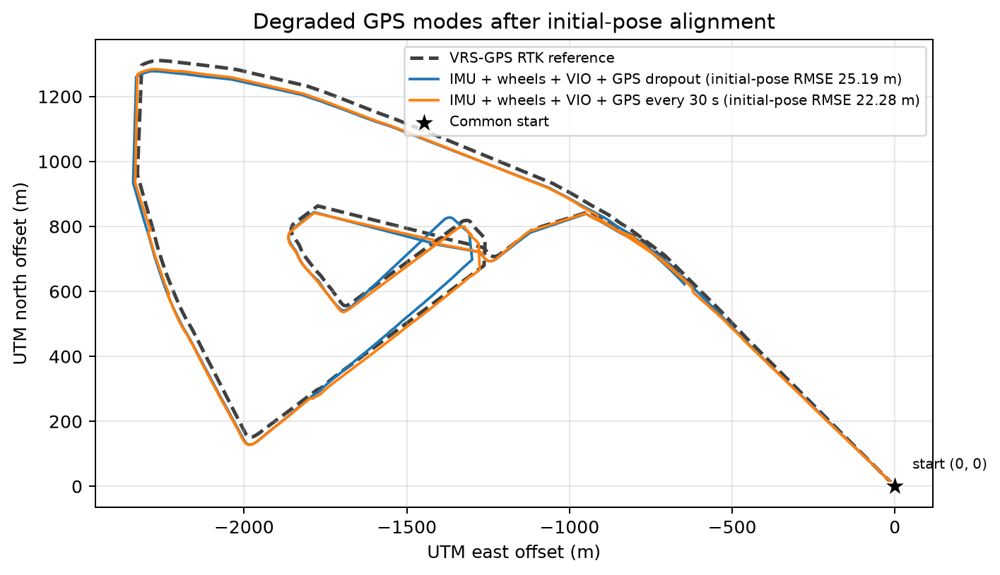 Degraded GPS modes after initial-pose alignment
VRS-GPS RTK reference
IMU + wheels + VIO + GPS dropout (initial-pose RMSE 25.19 m)
IMU + wheels + VIO + GPS every 30 s (initial-pose RMSE 22.28 m)
Common start
UTM north offset (m)
1200
1000
800
600
400
200
0
start (0, 0)
−2000 −1500 −1000 −500 0
UTM east offset (m)